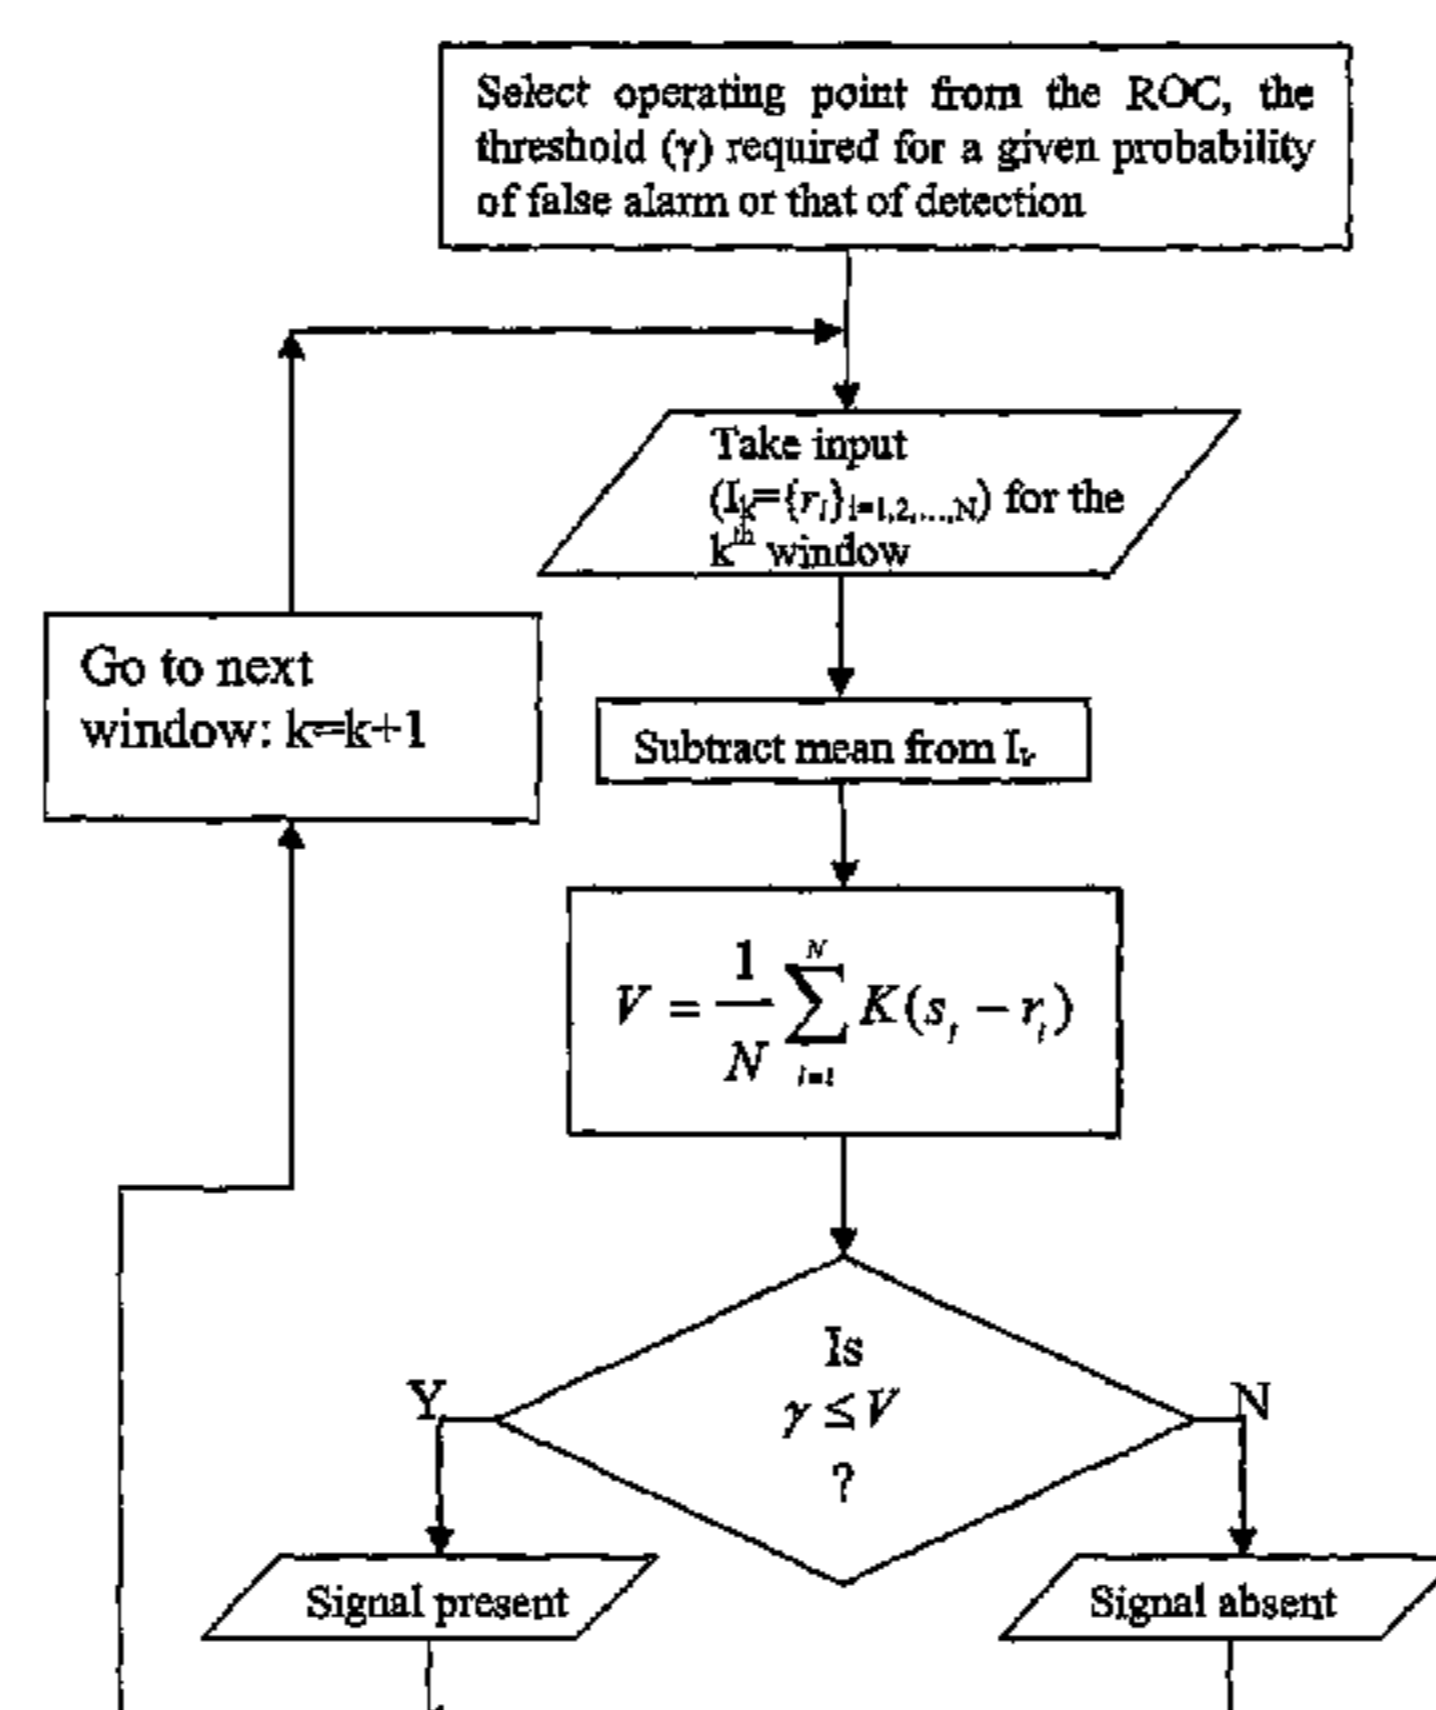 Select operating point from the ROC, the
threshold (γ) required for a given probability
of false alarm or that of detection
Take input
(I_k={r_i}_{i=1,2,...,N}) for the
k^th window
Go to next
window: k=k+1
Subtract mean from I_k
V = \frac{1}{N} \sum_{i=1}^{N} K(s_i - r_i)
Is
Y
N
γ ≤ V
?
Signal present
Signal absent